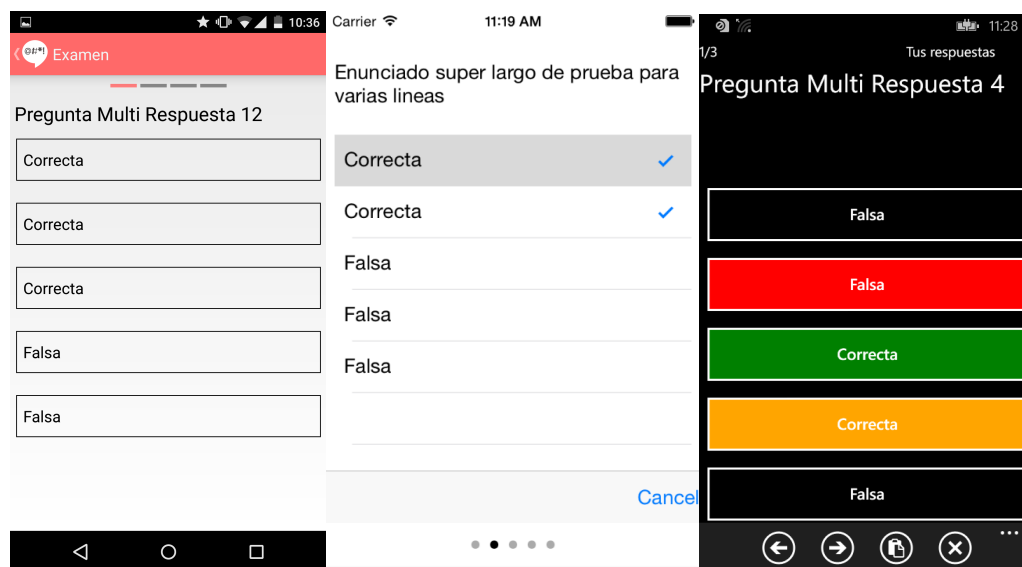 10:36
@#*!
Examen
Pregunta Multi Respuesta 12
Correcta
Correcta
Correcta
Falsa
Falsa
Carrier
11:19 AM
Enunciado super largo de prueba para
varias lineas
Correcta
Correcta
Falsa
Falsa
Falsa
Cancel
11:28
1/3
Tus respuestas
Pregunta Multi Respuesta 4
Falsa
Falsa
Correcta
Correcta
Falsa